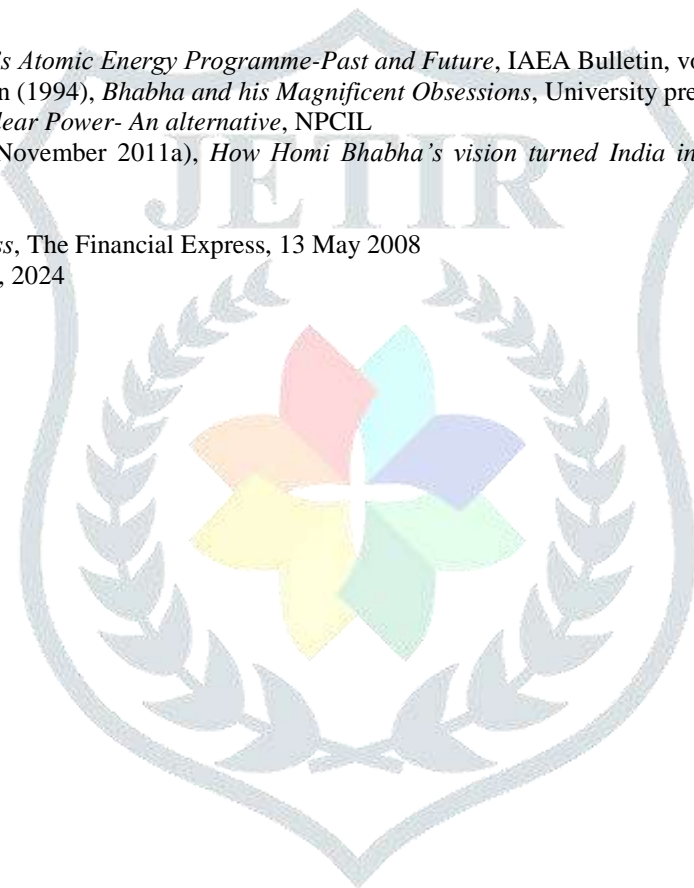 's Atomic Energy Programme-Past and Future, IAEA Bulletin, vo
n (1994), Bhabha and his Magnificent Obsessions, University pre
lear Power- An alternative, NPCIL
November 2011a), How Homi Bhabha's vision turned India in
JETIR
ss, The Financial Express, 13 May 2008
, 2024